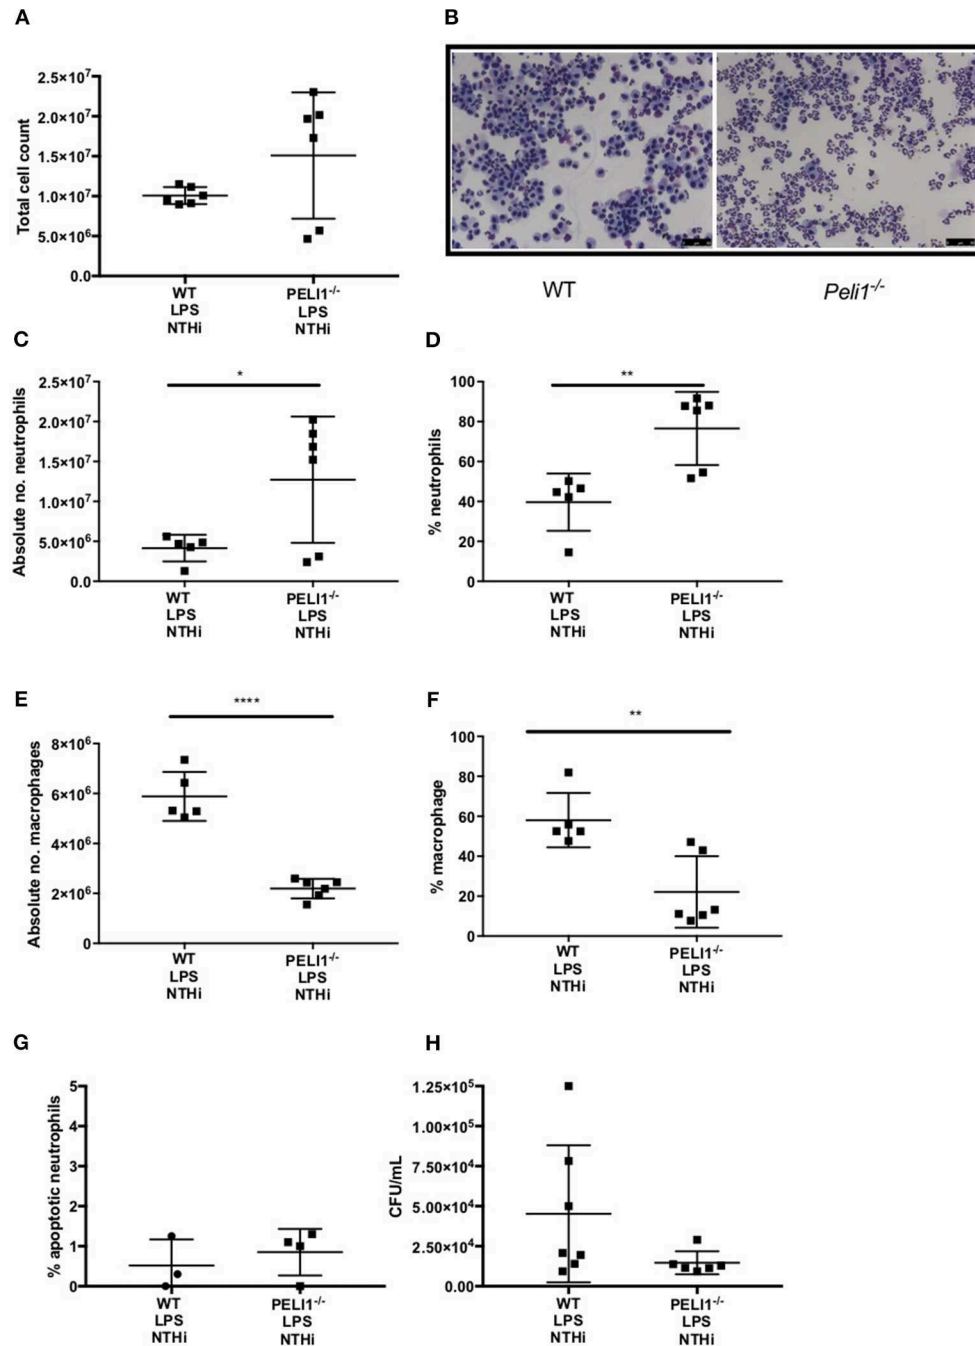 A
Total cell count
2.5×10⁷
2.0×10⁷
1.5×10⁷
1.0×10⁷
5.0×10⁶
0.0
WT
LPS
NTHi
PELI1⁻/⁻
LPS
NTHi
B
WT
Peli1⁻/⁻
C
Absolute no. neutrophils
2.5×10⁷
2.0×10⁷
1.5×10⁷
1.0×10⁷
5.0×10⁶
0.0
*
WT
LPS
NTHi
PELI1⁻/⁻
LPS
NTHi
D
% neutrophils
100
80
60
40
20
0
**
WT
LPS
NTHi
PELI1⁻/⁻
LPS
NTHi
E
Absolute no. macrophages
8×10⁶
6×10⁶
4×10⁶
2×10⁶
0
****
WT
LPS
NTHi
PELI1⁻/⁻
LPS
NTHi
F
% macrophage
100
80
60
40
20
0
**
WT
LPS
NTHi
PELI1⁻/⁻
LPS
NTHi
G
% apoptotic neutrophils
5
4
3
2
1
0
WT
LPS
NTHi
PELI1⁻/⁻
LPS
NTHi
H
CFU/mL
1.25×10⁵
1.00×10⁵
7.50×10⁴
5.00×10⁴
2.50×10⁴
0.00
WT
LPS
NTHi
PELI1⁻/⁻
LPS
NTHi